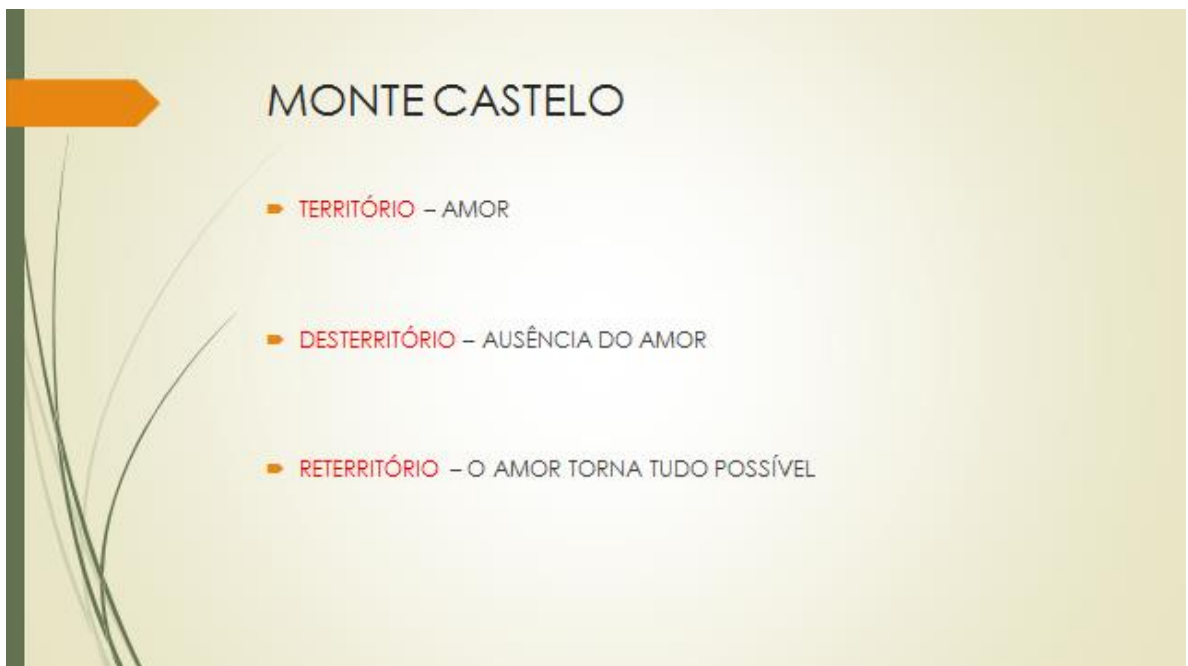 MONTE CASTELO
TERRITÓRIO – AMOR
DESTERRITÓRIO – AUSÊNCIA DO AMOR
RETERRITÓRIO – O AMOR TORNA TUDO POSSÍVEL